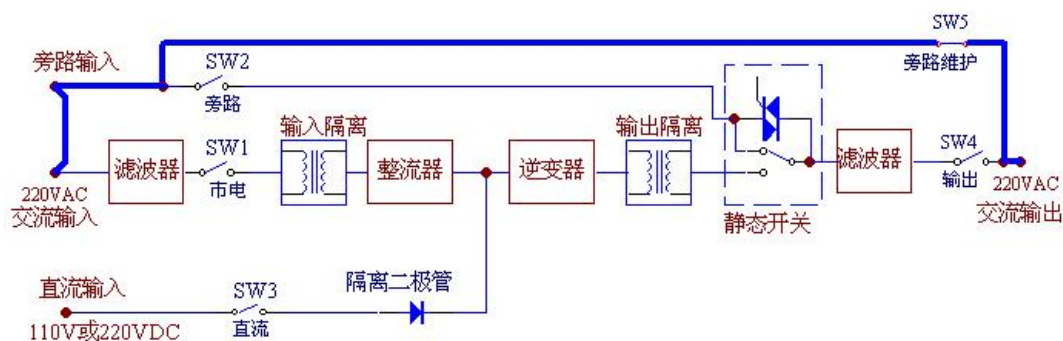 SW5
旁路维护
旁路输入
SW2
旁路
输入隔离
输出隔离
滤波器
SW1
市电
整流器
逆变器
滤波器
SW4
输出
220VAC
交流输入
220VAC
交流输出
静态开关
直流输入
SW3
直流
隔离二极管
110V或220VDC